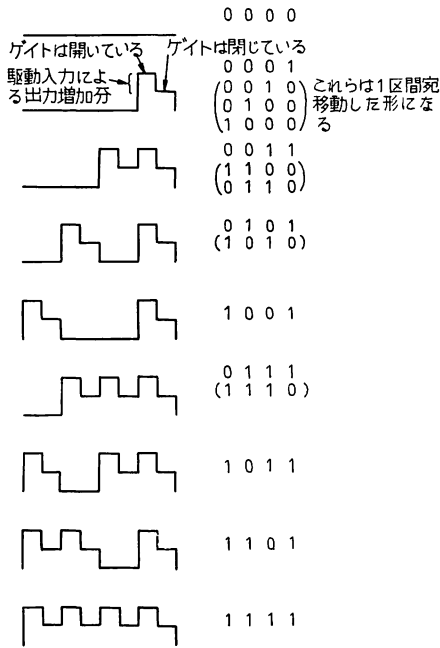 0 0 0 0
ゲイトは開いている
ゲイトは閉じている
駆動入力によ
る出力増加分
0 0 0 1
(0 0 1 0
0 1 0 0
1 0 0 0)
これらは1区間宛
移動した形にな
る
0 0 1 1
(1 1 0 0
0 1 1 0)
0 1 0 1
(1 0 1 0)
1 0 0 1
0 1 1 1
(1 1 1 0)
1 0 1 1
1 1 0 1
1 1 1 1